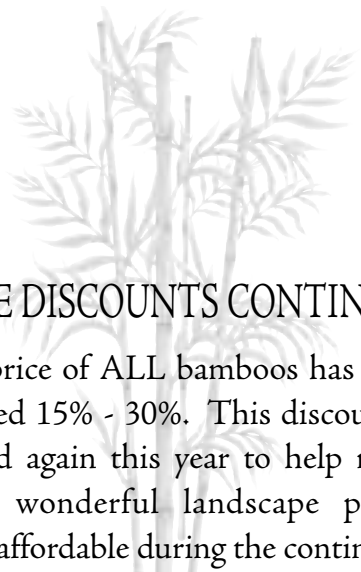 E DISCOUNTS CONTIN
price of ALL bamboos has
ed 15% - 30%. This discou
d again this year to help
wonderful landscape p
affordable during the contin